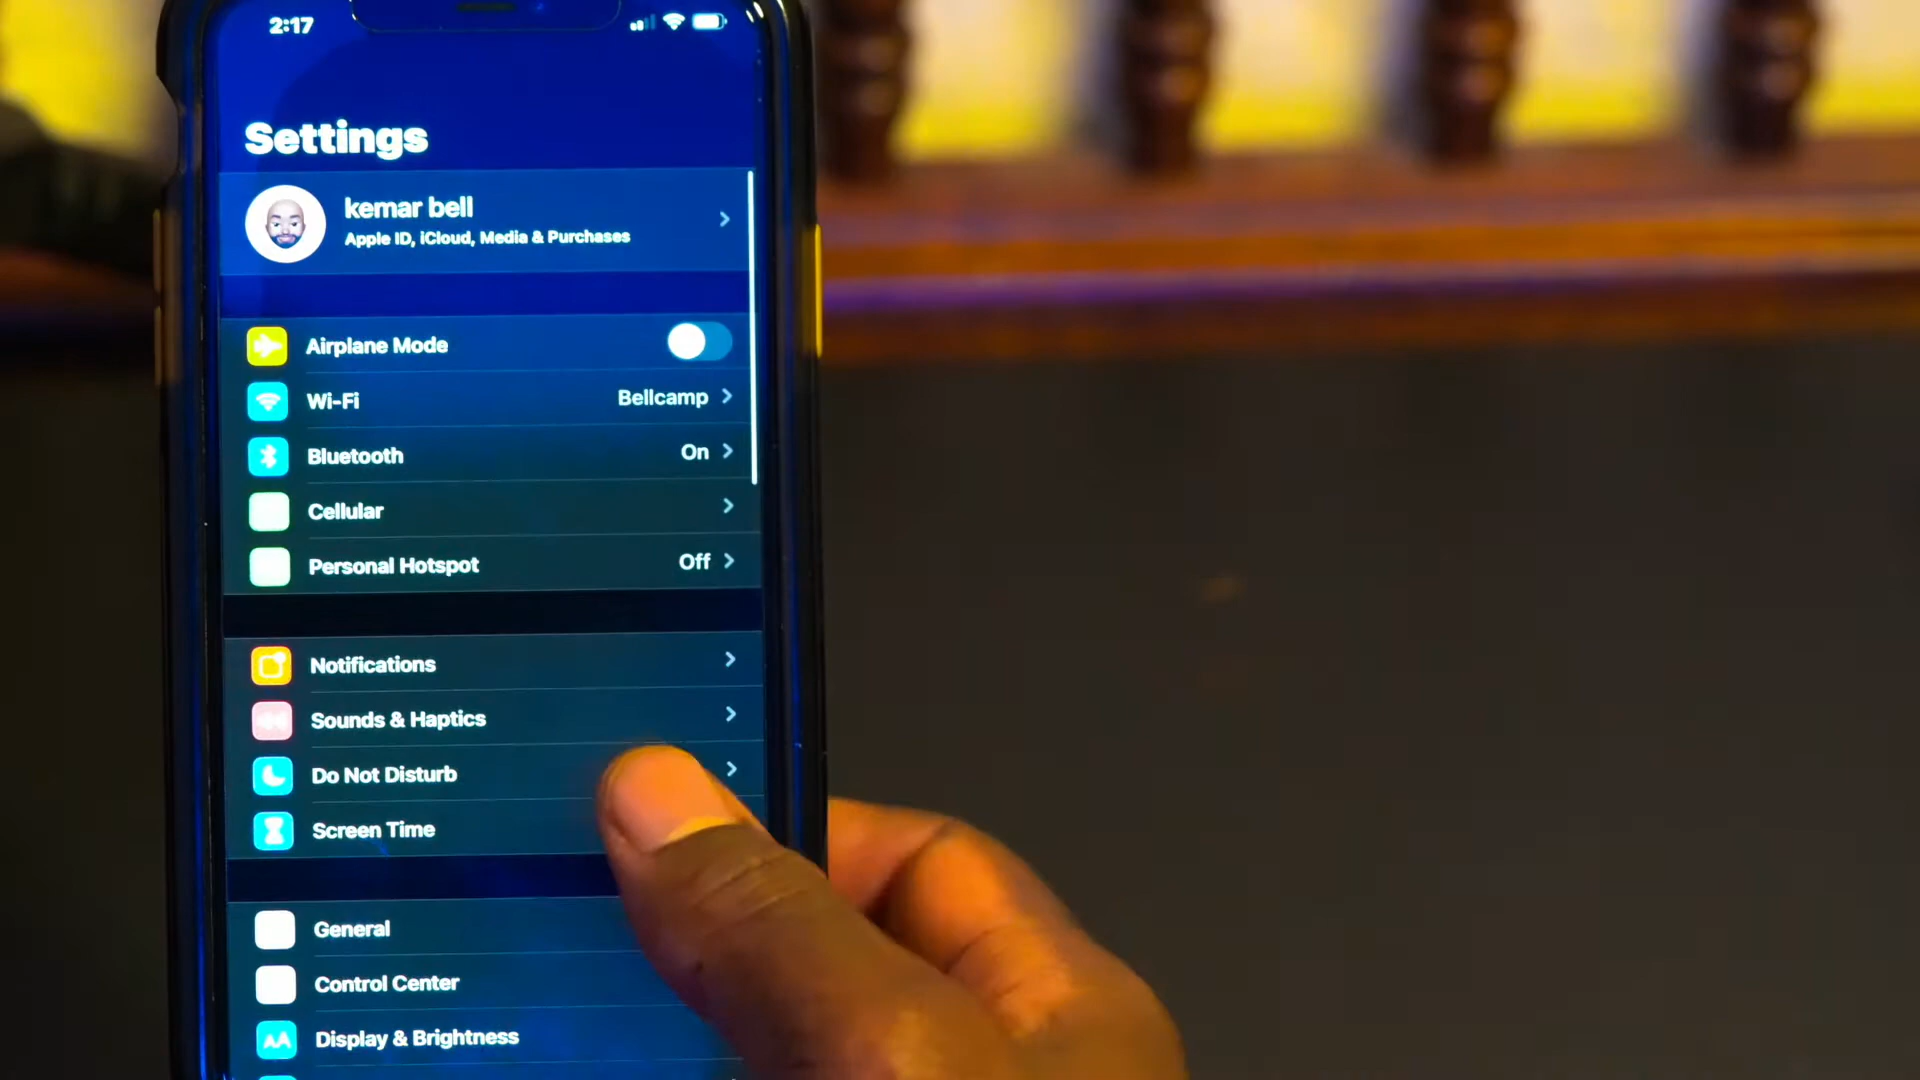 2:17
Settings
kemar bell
Apple ID, iCloud, Media & Purchases
Airplane Mode
Wi-Fi Bellcamp
Bluetooth On
Cellular
Personal Hotspot Off
Notifications
Sounds & Haptics
Do Not Disturb
Screen Time
General
Control Center
AA Display & Brightness